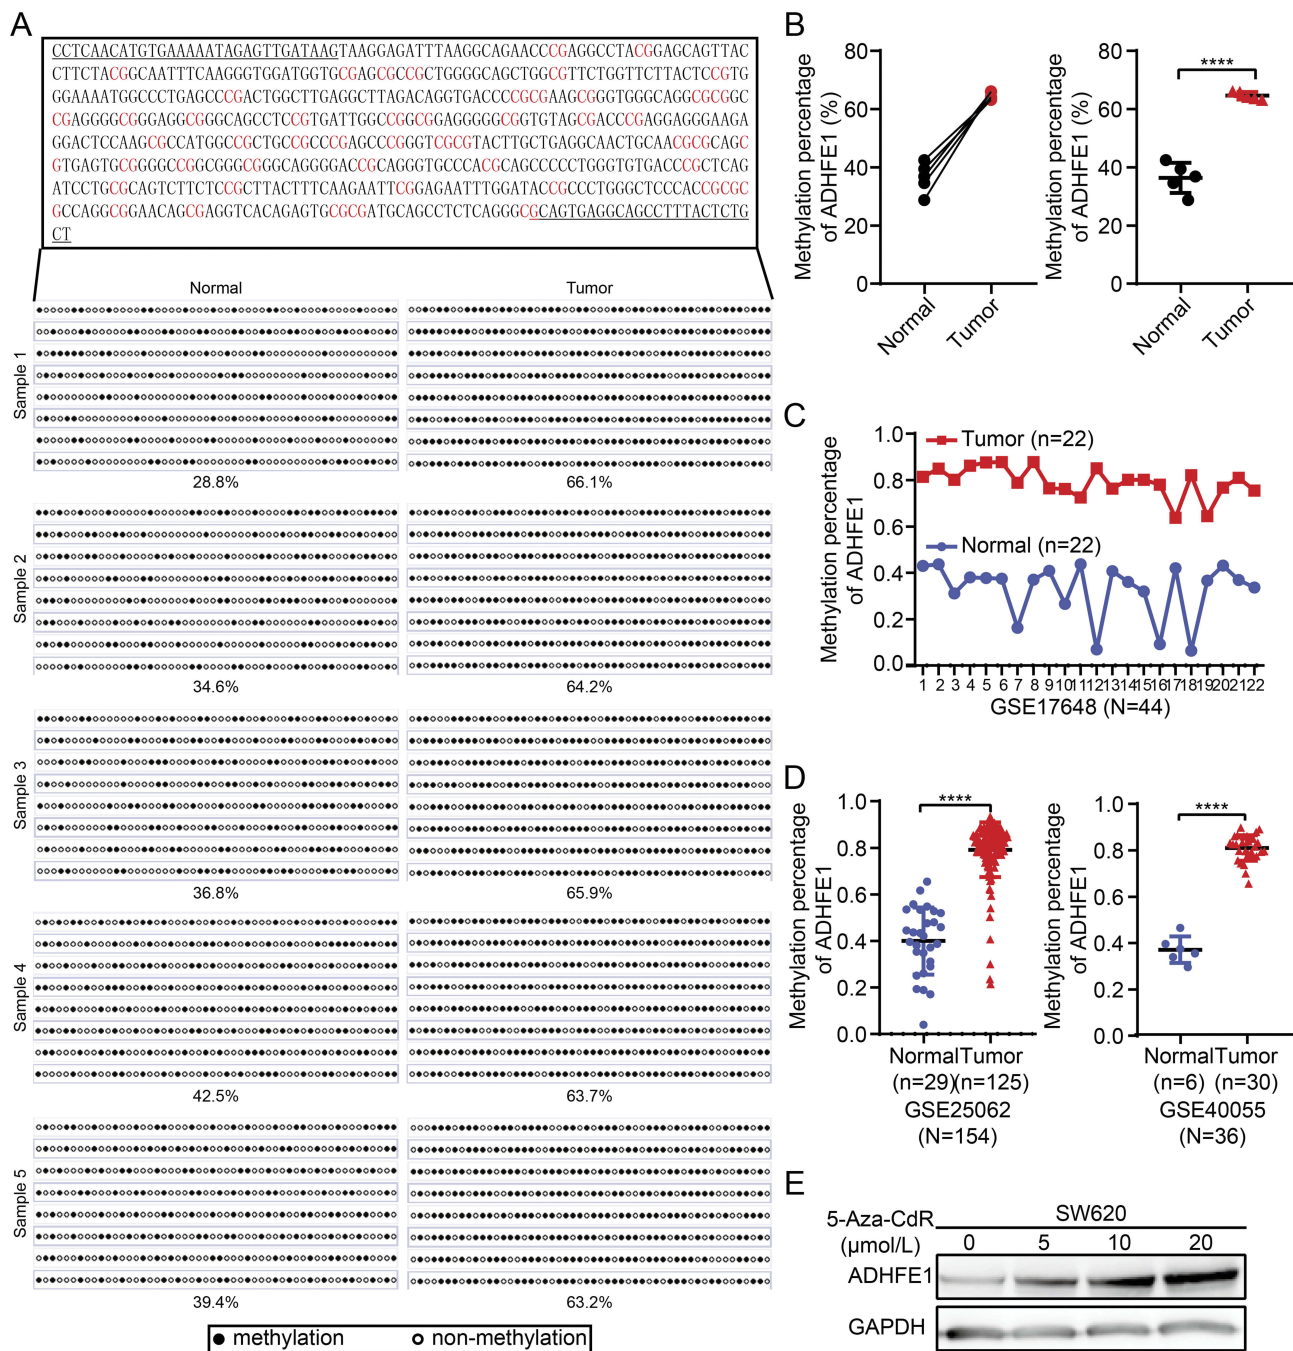 A
CCTCAACATGTGAAAAATAGAGTTGATAAGTAAGGAGATTTAAGGCAGAACCCGAGGCCTACGGAGCAGTTAC
CTTCTACGGCAATTTCAAGGGTGGATGGTGCGAGCGCCGCTGGGGCAGCTGGCGTTCTGGTTCTTACTCCGTG
GGAAAATGGCCCTGAGCCCGACTGGCTTGAGGCTTAGACAGGTGACCCCGCGAAGCGGGTGGGCAGGCGCGGC
CGAGGGGCGGGAGGCGGGCAGCCTCCGTGATTGGCCGGCGGAGGGGGCGGTGTAGCGACCCGAGGAGGGAAGA
GGACTCCAAGCGCCATGGCCGCTGCCGCCCGAGCCCGGGTCGCGTACTTGCTGAGGCAACTGCAACGCGCAGC
GTGAGTGCGGGGCCGGCGGGCGGGCAGGGGACCGCAGGGTGCCCACGCAGCCCCCTGGGTGTGACCCGCTCAG
ATCCTGCGCAGTCTTCTCCGCTTACTTTCAAGAATTCGGAGAATTTGGATACCGCCCTGGGCTCCCACCGCGC
GCCAGGCGGAACAGCGAGGTCACAGAGTGCGCGATGCAGCCTCTCAGGGCGCAGTGAGGCAGCCTTTACTCTG
CT
Normal
Tumor
Sample 1
28.8%
66.1%
Sample 2
34.6%
64.2%
Sample 3
36.8%
65.9%
Sample 4
42.5%
63.7%
Sample 5
39.4%
63.2%
methylation
non-methylation
B
Methylation percentage
of ADHFE1 (%)
80
60
40
20
0
Normal
Tumor
Methylation percentage
of ADHFE1 (%)
80
60
40
20
0
****
Normal
Tumor
C
Methylation percentage
of ADHFE1
1.0
0.8
0.6
0.4
0.2
0.0
Tumor (n=22)
Normal (n=22)
1 2 3 4 5 6 7 8 9 10 11 12 13 14 15 16 17 18 19 20 21 22
GSE17648 (N=44)
D
Methylation percentage
of ADHFE1
1.0
0.8
0.6
0.4
0.2
0.0
****
Normal Tumor
(n=29) (n=125)
GSE25062
(N=154)
Methylation percentage
of ADHFE1
1.0
0.8
0.6
0.4
0.2
0.0
****
Normal Tumor
(n=6) (n=30)
GSE40055
(N=36)
E
5-Aza-CdR
(μmol/L)
SW620
0 5 10 20
ADHFE1
GAPDH